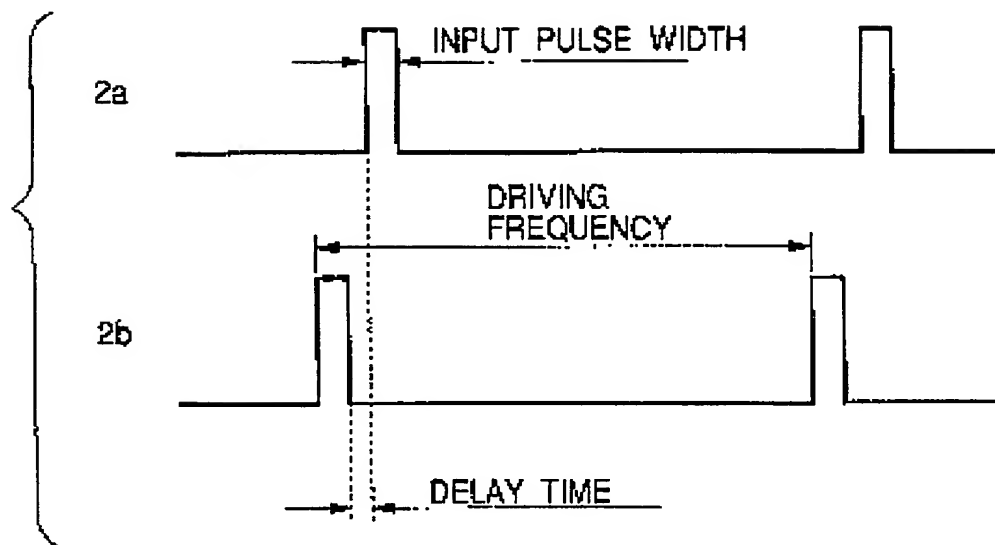 INPUT PULSE WIDTH
2a
DRIVING
FREQUENCY
2b
DELAY TIME